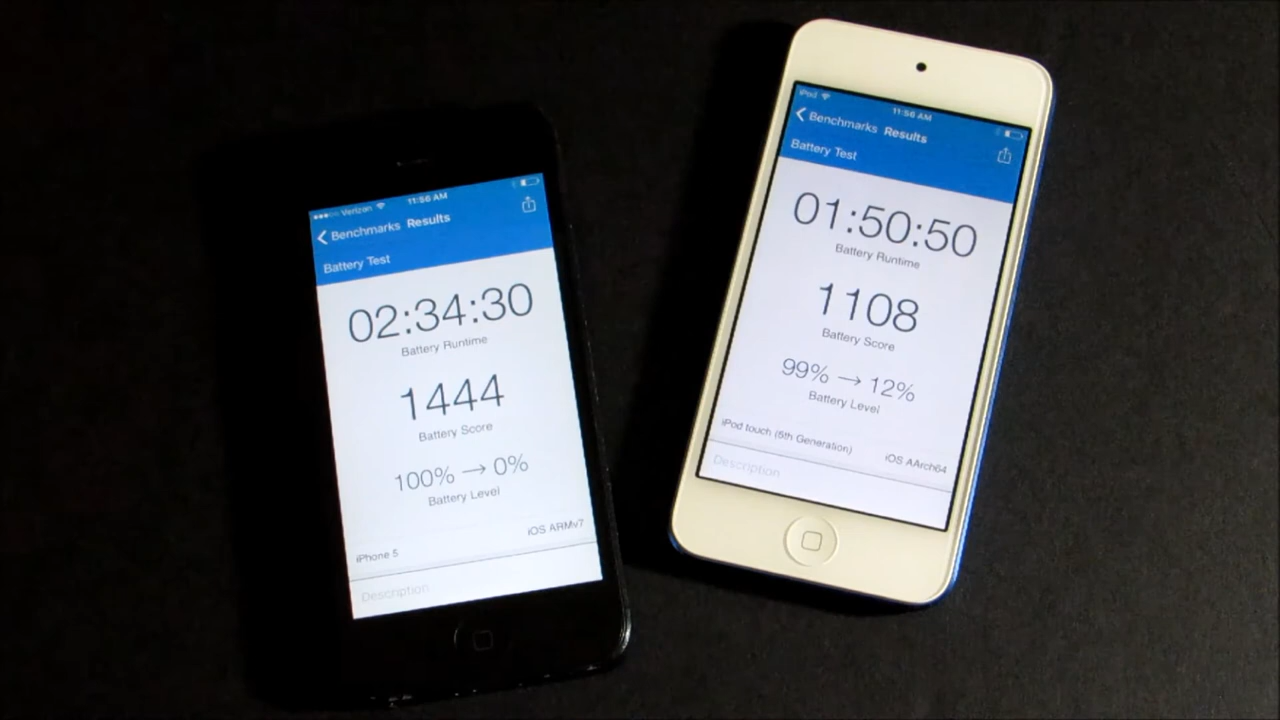 Verizon 11:56 AM
Benchmarks Results
Battery Test
02:34:30
Battery Runtime
1444
Battery Score
100% → 0%
Battery Level
iPhone 5 iOS ARMv7
Description
iPod 11:56 AM
Benchmarks Results
Battery Test
01:50:50
Battery Runtime
1108
Battery Score
99% → 12%
Battery Level
iPod touch (6th Generation) iOS AArch64
Description